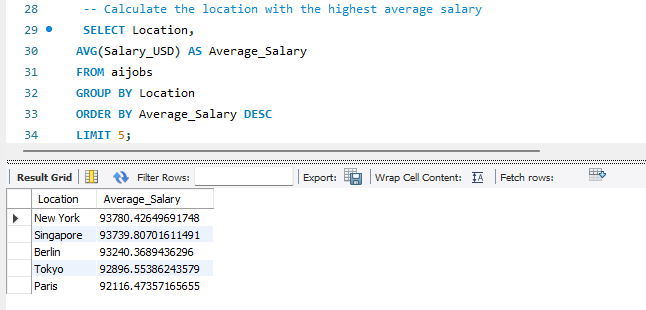 28 -- Calculate the location with the highest average salary
29 SELECT Location,
30 AVG(Salary_USD) AS Average_Salary
31 FROM aijobs
32 GROUP BY Location
33 ORDER BY Average_Salary DESC
34 LIMIT 5;
Result Grid Filter Rows: Export: Wrap Cell Content: IA Fetch rows:
Location Average_Salary
New York 93780.42649691748
Singapore 93739.80701611491
Berlin 93240.3689436296
Tokyo 92896.55386243579
Paris 92116.47357165655